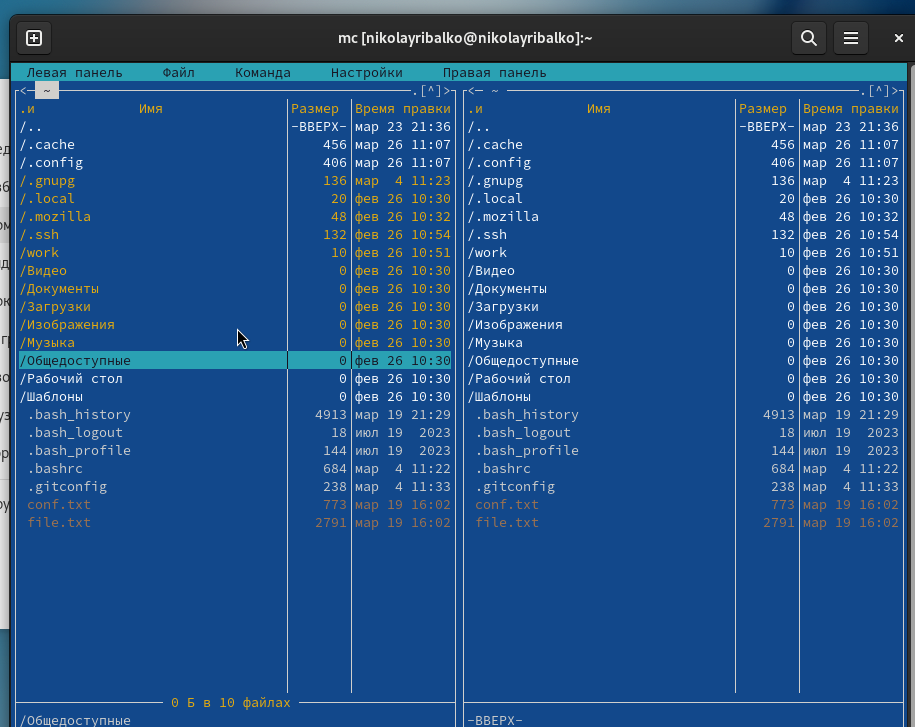 mc [nikolayribalko@nikolayribalko]:~
Левая панель Файл Команда Настройки Правая панель
<— ~ .[^]> <— ~ .[^]>
.и Имя Размер Время правки .и Имя Размер Время правки
/.. -ВВЕРХ- мар 23 21:36 /.. -ВВЕРХ- мар 23 21:36
/.cache 456 мар 26 11:07 /.cache 456 мар 26 11:07
/.config 406 мар 26 11:07 /.config 406 мар 26 11:07
/.gnupg 136 мар 4 11:23 /.gnupg 136 мар 4 11:23
/.local 20 фев 26 10:30 /.local 20 фев 26 10:30
/.mozilla 48 фев 26 10:32 /.mozilla 48 фев 26 10:32
/.ssh 132 фев 26 10:54 /.ssh 132 фев 26 10:54
/work 10 фев 26 10:51 /work 10 фев 26 10:51
/Видео 0 фев 26 10:30 /Видео 0 фев 26 10:30
/Документы 0 фев 26 10:30 /Документы 0 фев 26 10:30
/Загрузки 0 фев 26 10:30 /Загрузки 0 фев 26 10:30
/Изображения 0 фев 26 10:30 /Изображения 0 фев 26 10:30
/Музыка 0 фев 26 10:30 /Музыка 0 фев 26 10:30
/Общедоступные 0 фев 26 10:30 /Общедоступные 0 фев 26 10:30
/Рабочий стол 0 фев 26 10:30 /Рабочий стол 0 фев 26 10:30
/Шаблоны 0 фев 26 10:30 /Шаблоны 0 фев 26 10:30
.bash_history 4913 мар 19 21:29 .bash_history 4913 мар 19 21:29
.bash_logout 18 июл 19 2023 .bash_logout 18 июл 19 2023
.bash_profile 144 июл 19 2023 .bash_profile 144 июл 19 2023
.bashrc 684 мар 4 11:22 .bashrc 684 мар 4 11:22
.gitconfig 238 мар 4 11:33 .gitconfig 238 мар 4 11:33
conf.txt 773 мар 19 16:02 conf.txt 773 мар 19 16:02
file.txt 2791 мар 19 16:02 file.txt 2791 мар 19 16:02
0 Б в 10 файлах
/Общедоступные -ВВЕРХ-